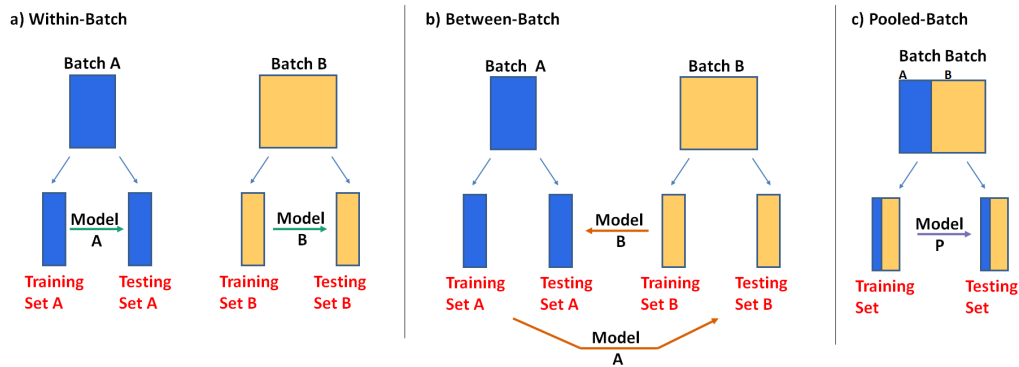 a) Within-Batch
Batch A
Batch B
Model
A
Model
B
Training
Set A
Testing
Set A
Training
Set B
Testing
Set B
b) Between-Batch
Batch A
Batch B
Model
B
Training
Set A
Testing
Set A
Training
Set B
Testing
Set B
Model
A
c) Pooled-Batch
Batch Batch
A B
Model
P
Training
Set
Testing
Set